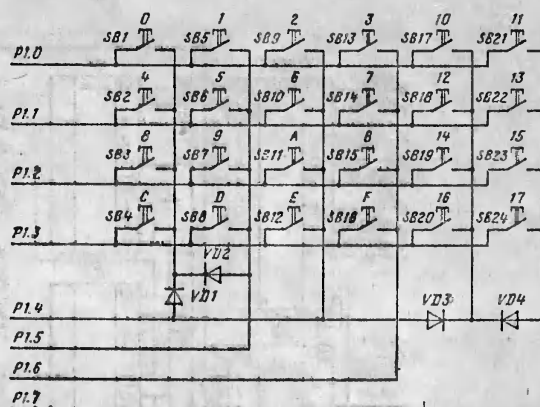 0 1 2 3 10 11
SB1 SB5 SB9 SB13 SB17 SB21
P1.0
4 5 6 7 12 13
SB2 SB6 SB10 SB14 SB18 SB22
P1.1
8 9 A B 14 15
SB3 SB7 SB11 SB15 SB19 SB23
P1.2
C D E F 16 17
SB4 SB8 SB12 SB16 SB20 SB24
P1.3
VD2
VD1 VD3 VD4
P1.4
P1.5
P1.6
P1.7